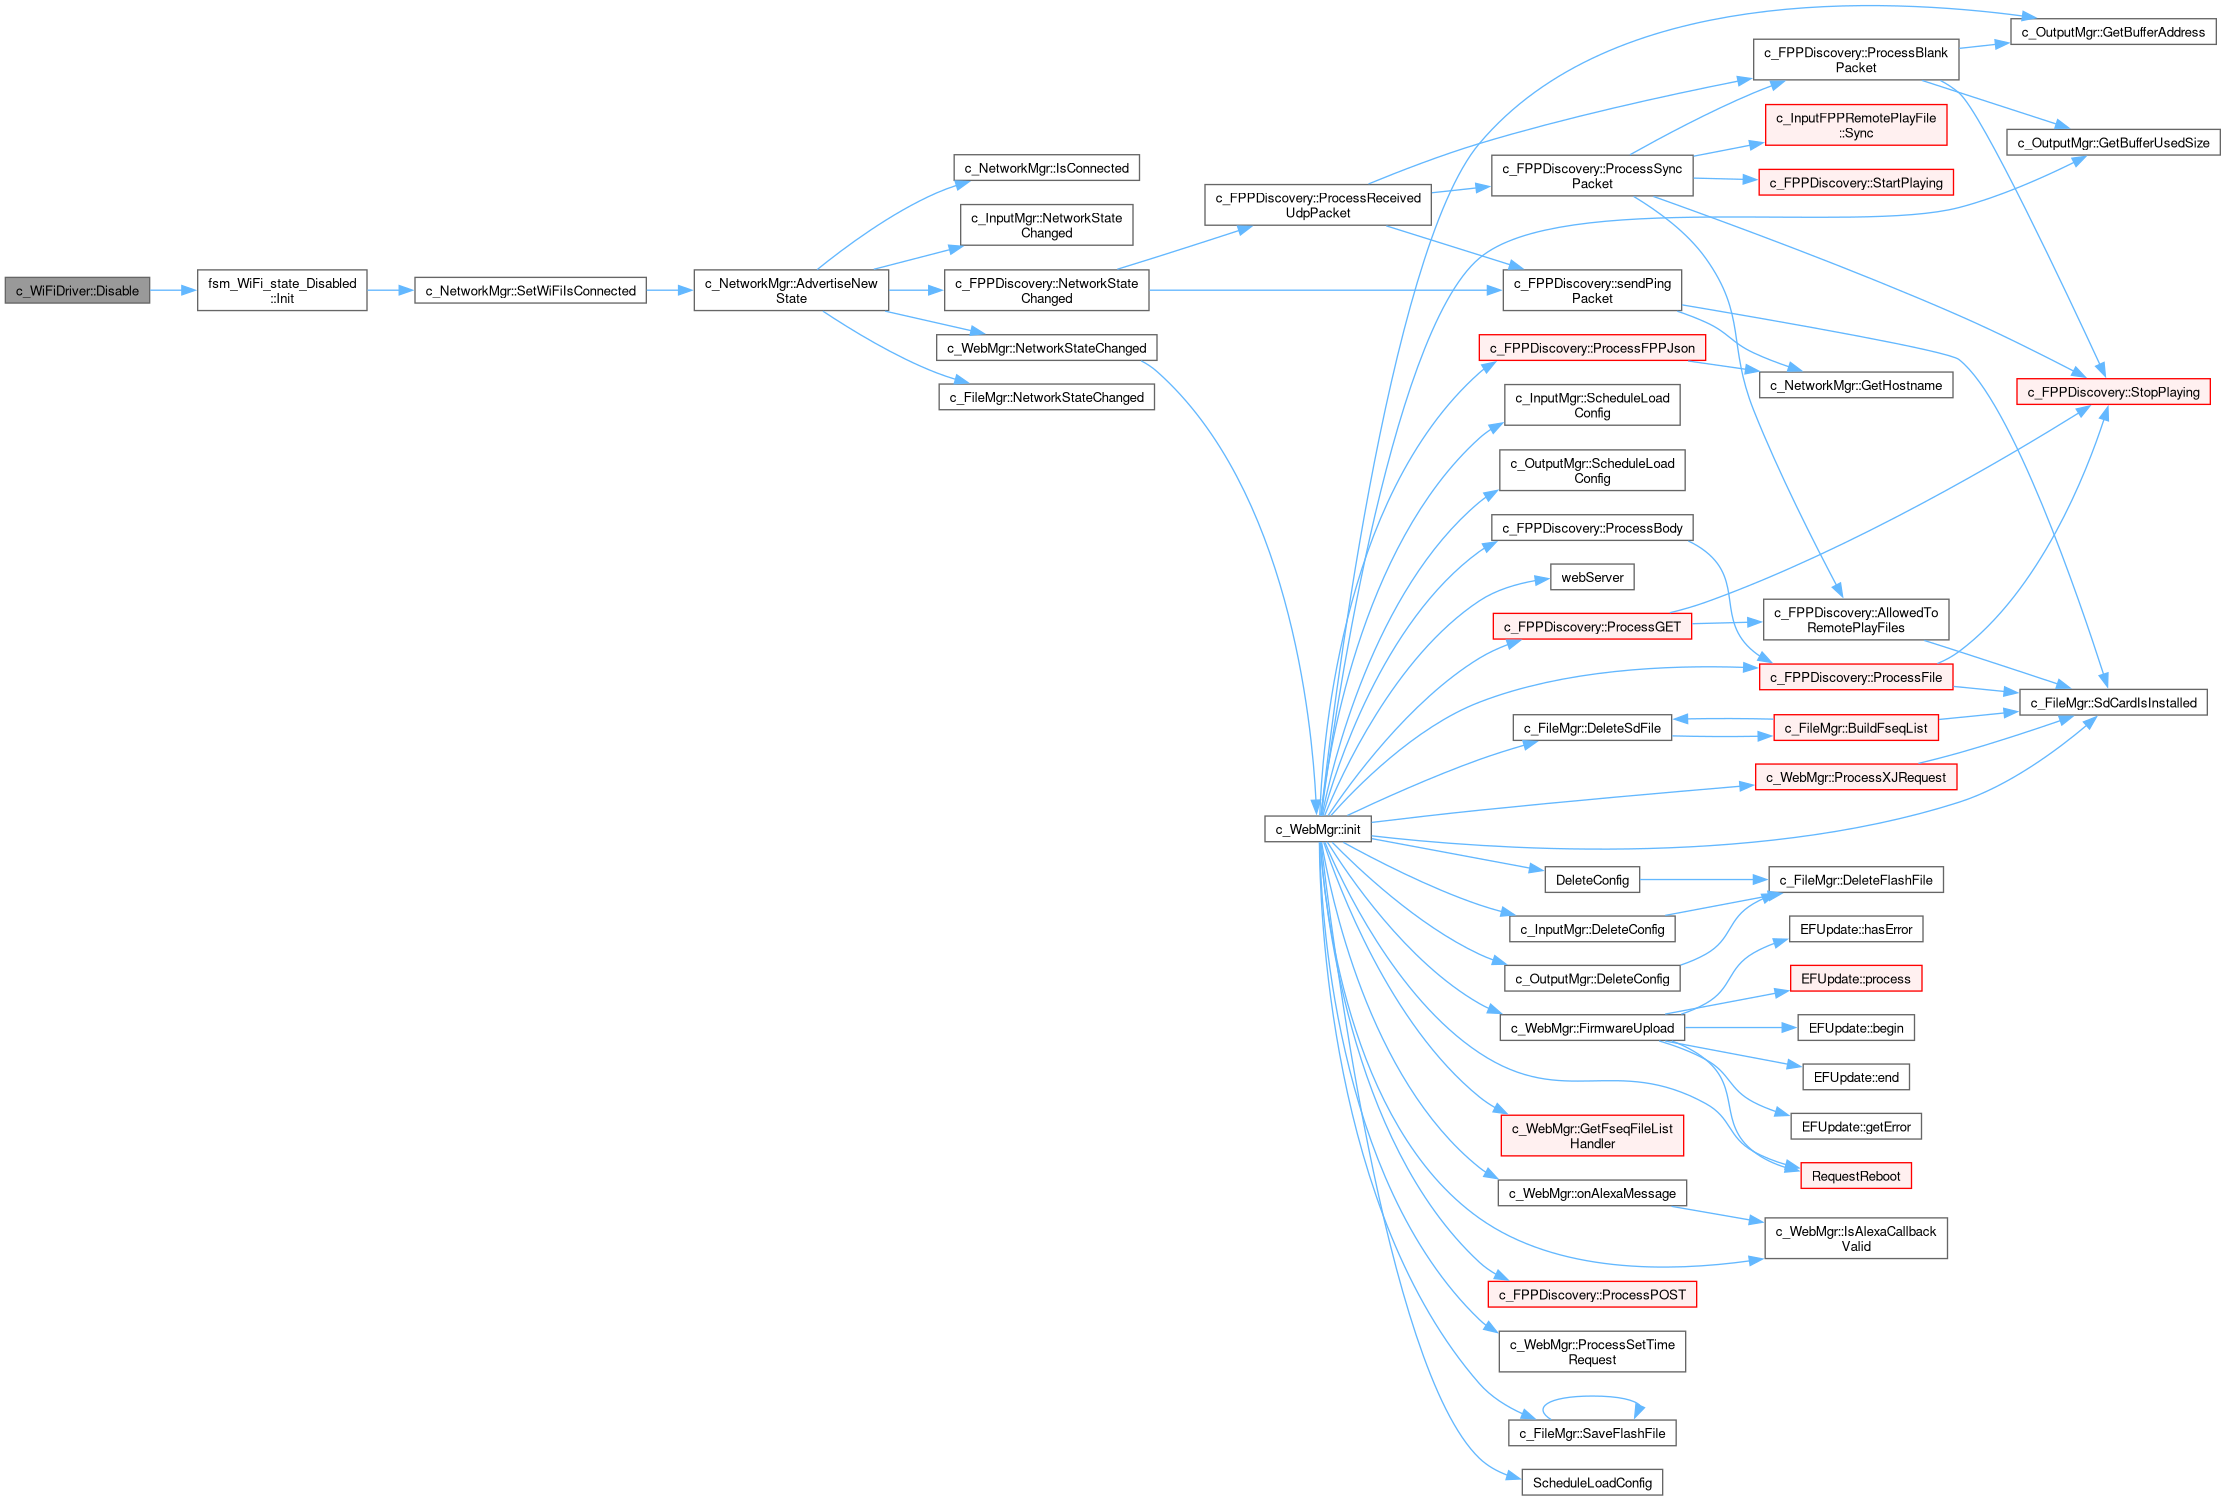 c_WiFiDriver::Disable
fsm_WiFi_state_Disabled
::Init
c_NetworkMgr::SetWiFiIsConnected
c_NetworkMgr::AdvertiseNew
State
c_NetworkMgr::IsConnected
c_InputMgr::NetworkState
Changed
c_FPPDiscovery::NetworkState
Changed
c_WebMgr::NetworkStateChanged
c_FileMgr::NetworkStateChanged
c_FPPDiscovery::ProcessReceived
UdpPacket
c_WebMgr::init
c_FPPDiscovery::ProcessSync
Packet
c_FPPDiscovery::sendPing
Packet
c_FPPDiscovery::ProcessFPPJson
c_InputMgr::ScheduleLoad
Config
c_OutputMgr::ScheduleLoad
Config
c_FPPDiscovery::ProcessBody
webServer
c_FPPDiscovery::ProcessGET
c_FileMgr::DeleteSdFile
DeleteConfig
c_InputMgr::DeleteConfig
c_OutputMgr::DeleteConfig
c_WebMgr::FirmwareUpload
c_WebMgr::GetFseqFileList
Handler
c_WebMgr::onAlexaMessage
c_FPPDiscovery::ProcessPOST
c_WebMgr::ProcessSetTime
Request
c_FileMgr::SaveFlashFile
ScheduleLoadConfig
c_FPPDiscovery::ProcessBlank
Packet
c_InputFPPRemotePlayFile
::Sync
c_FPPDiscovery::StartPlaying
c_NetworkMgr::GetHostname
c_FPPDiscovery::AllowedTo
RemotePlayFiles
c_FPPDiscovery::ProcessFile
c_FileMgr::BuildFseqList
c_WebMgr::ProcessXJRequest
c_FileMgr::DeleteFlashFile
EFUpdate::hasError
EFUpdate::process
EFUpdate::begin
EFUpdate::end
EFUpdate::getError
RequestReboot
c_WebMgr::IsAlexaCallback
Valid
c_OutputMgr::GetBufferAddress
c_OutputMgr::GetBufferUsedSize
c_FPPDiscovery::StopPlaying
c_FileMgr::SdCardIsInstalled